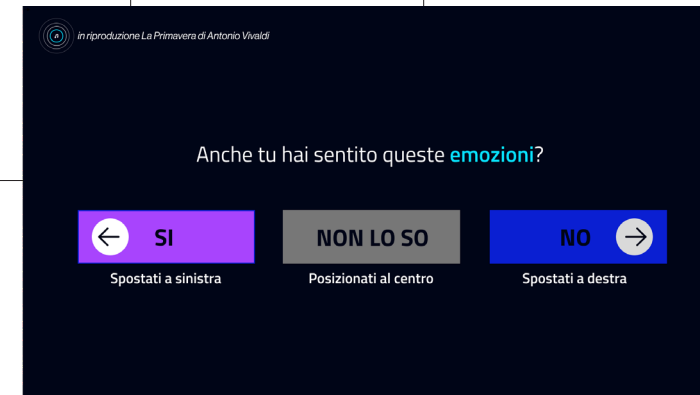 in riproduzione La Primavera di Antonio Vivaldi
Anche tu hai sentito queste emozioni?
SI
NON LO SO
NO
Spostati a sinistra
Posizionati al centro
Spostati a destra